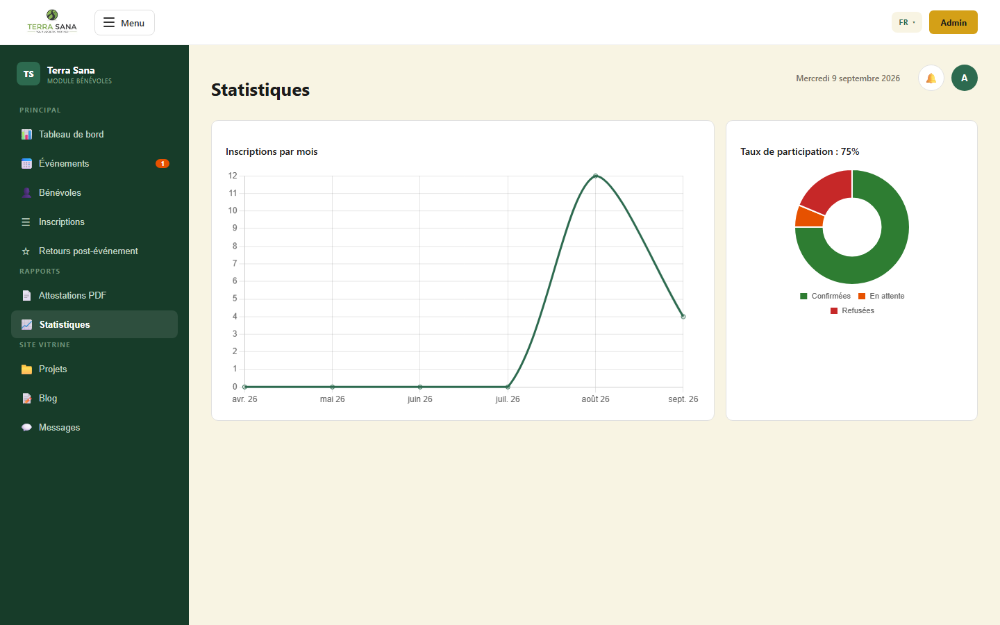 TERRA SANA
Menu
FR
Admin
TS
Terra Sana
MODULE BÉNÉVOLES
PRINCIPAL
Tableau de bord
Événements
1
Bénévoles
Inscriptions
Retours post-événement
RAPPORTS
Attestations PDF
Statistiques
SITE VITRINE
Projets
Blog
Messages
Statistiques
Mercredi 9 septembre 2026
A
Inscriptions par mois
12
11
10
9
8
7
6
5
4
3
2
1
0
avr. 26
mai 26
juin 26
juil. 26
août 26
sept. 26
Taux de participation : 75%
Confirmées
En attente
Refusées